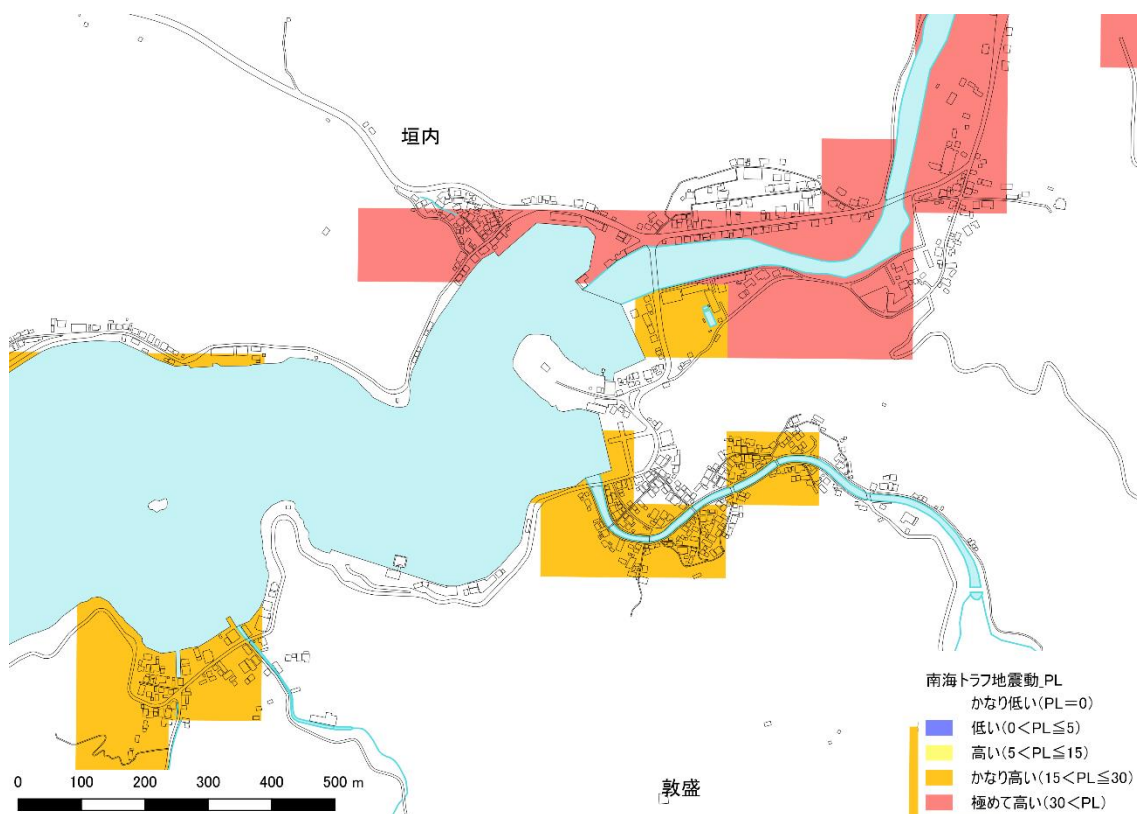 垣内
南海トラフ地震動_PL
かなり低い(PL=0)
低い(0<PL≦5)
高い(5<PL≦15)
かなり高い(15<PL≦30)
極めて高い(30<PL)
0 100 200 300 400 500 m
敦盛